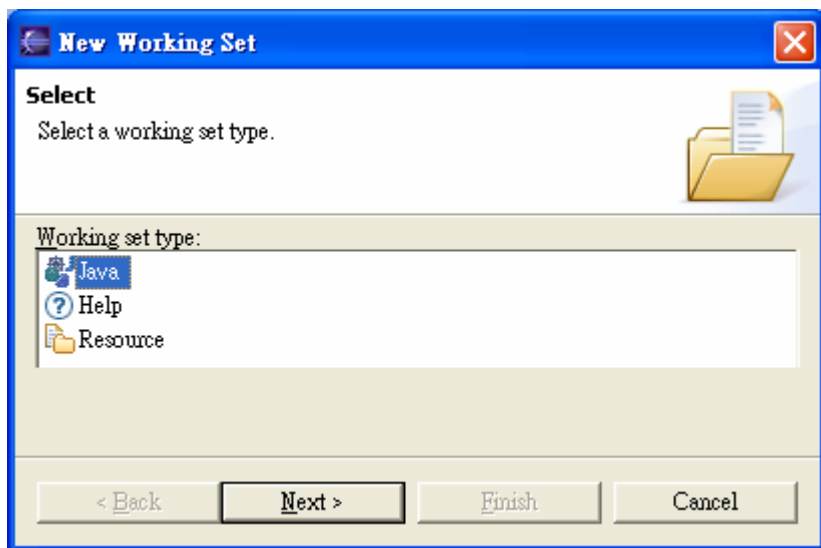 New Working Set
Select
Select a working set type.
Working set type:
Java
Help
Resource
< Back Next > Finish Cancel